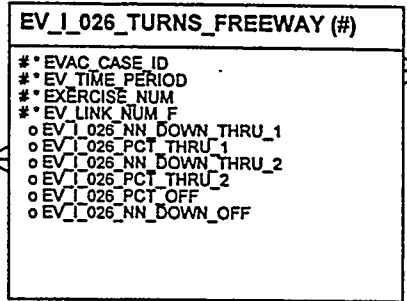 EV_I_026_TURNS_FREEWAY (#)
# * EVAC_CASE_ID
# * EV_TIME_PERIOD
# * EXERCISE_NUM
# * EV_LINK_NUM_F
o EV_I_026_NN_DOWN_THRU_1
o EV_I_026_PCT_THRU_1
o EV_I_026_NN_DOWN_THRU_2
o EV_I_026_PCT_THRU_2
o EV_I_026_PCT_OFF
o EV_I_026_NN_DOWN_OFF